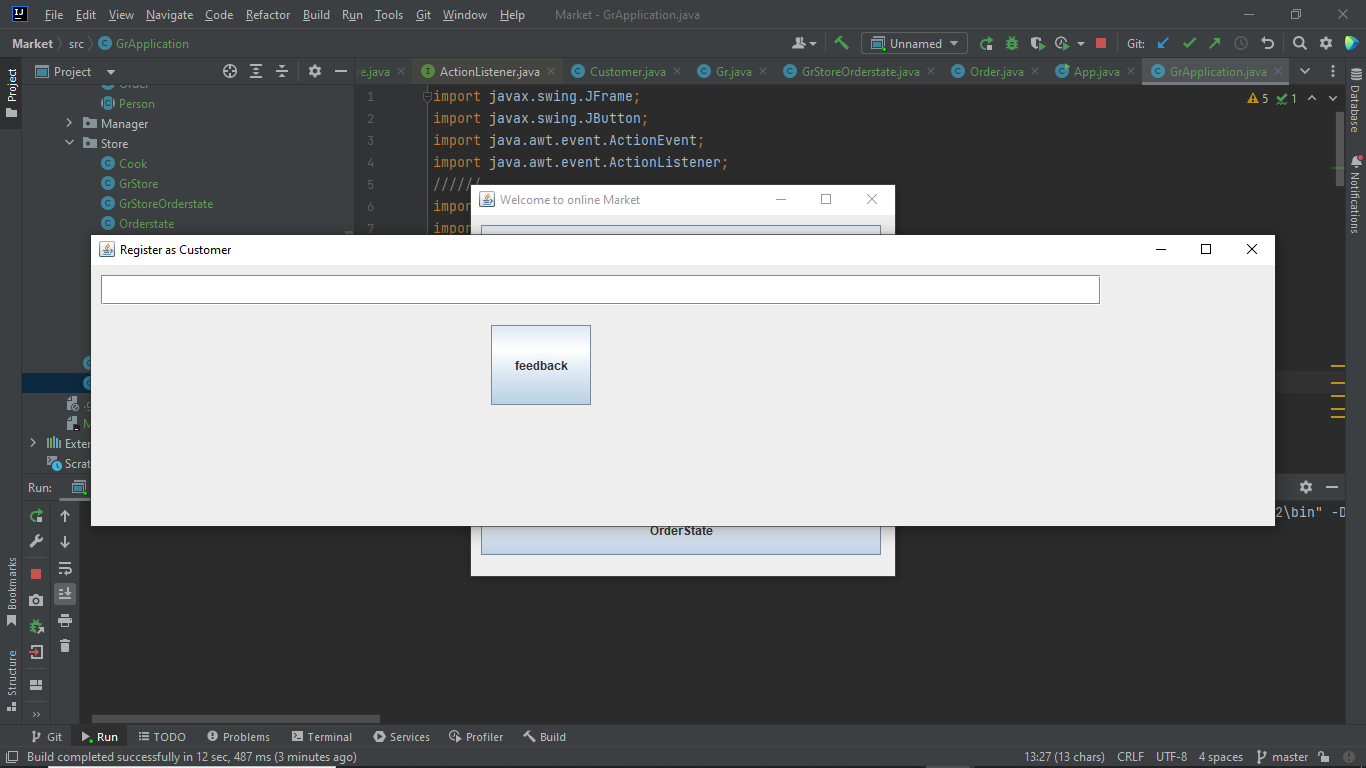 File Edit View Navigate Code Refactor Build Run Tools Git Window Help Market - GrApplication.java
Market src GrApplication Unnamed Git:
Project e.java ActionListener.java Customer.java Gr.java GrStoreOrderstate.java Order.java App.java GrApplication.java
Project
Order
Person
Manager
Store
Cook
GrStore
GrStoreOrderstate
Orderstate
Exter
Scrat
1 import javax.swing.JFrame;
2 import javax.swing.JButton;
3 import java.awt.event.ActionEvent;
4 import java.awt.event.ActionListener;
5 //////
6 impor
7 impor
5 1
Database
Notifications
Welcome to online Market
Register as Customer
feedback
OrderState
Run:
2\bin" -D
Bookmarks
Structure
Git Run TODO Problems Terminal Services Profiler Build
Build completed successfully in 12 sec, 487 ms (3 minutes ago) 13:27 (13 chars) CRLF UTF-8 4 spaces master